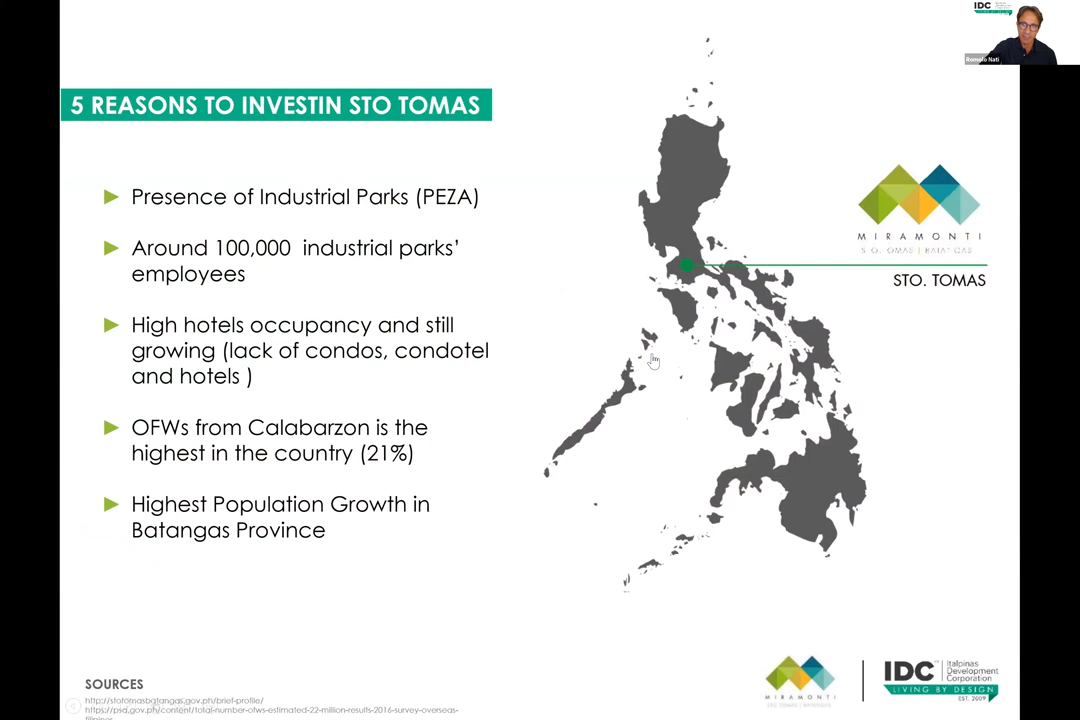 IDC
LIVING BY DESIGN
Romolo Nati
5 REASONS TO INVESTIN STO TOMAS
Presence of Industrial Parks (PEZA)
Around 100,000 industrial parks'
employees
High hotels occupancy and still
growing (lack of condos, condotel
and hotels )
OFWs from Calabarzon is the
highest in the country (21%)
Highest Population Growth in
Batangas Province
MIRAMONTI
STO. TOMAS | BATANGAS
STO. TOMAS
SOURCES
http://stotomasbatangas.gov.ph/brief-profile/
https://psa.gov.ph/content/total-number-ofws-estimated-22-million-results-2016-survey-overseas-
filipinos
MIRAMONTI
STO. TOMAS | BATANGAS
IDC
Italpinas
Development
Corporation
LIVING BY DESIGN
EST. 2009